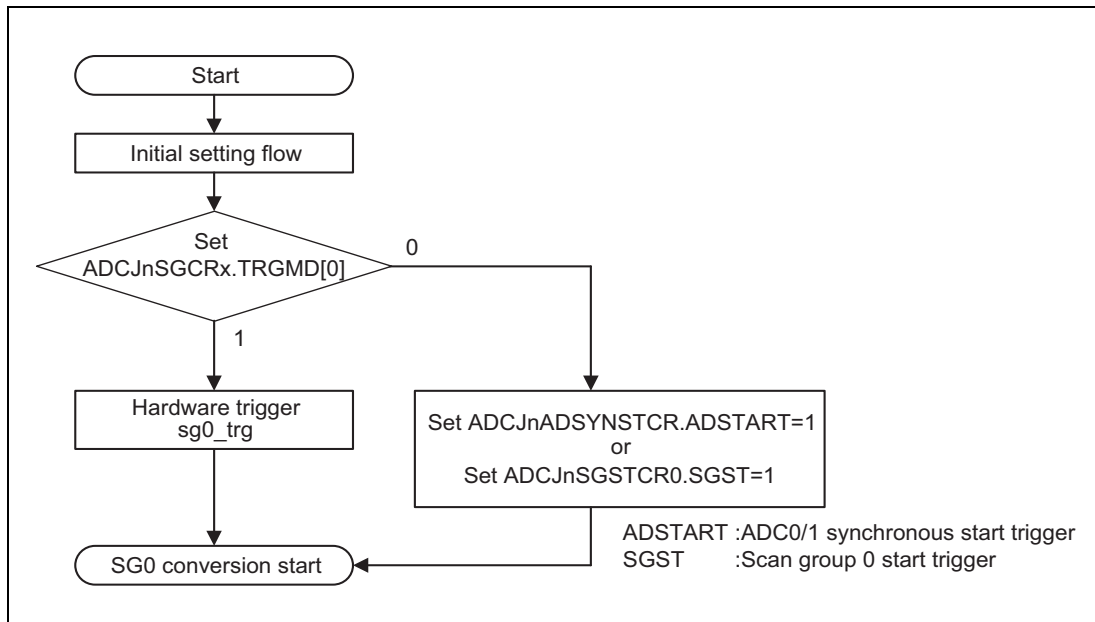 Start
Initial setting flow
Set
ADCJnSGCRx.TRGMD[0]
0
1
Hardware trigger
sg0_trg
Set ADCJnADSYNSTCR.ADSTART=1
or
Set ADCJnSGSTCR0.SGST=1
ADSTART :ADC0/1 synchronous start trigger
SGST :Scan group 0 start trigger
SG0 conversion start